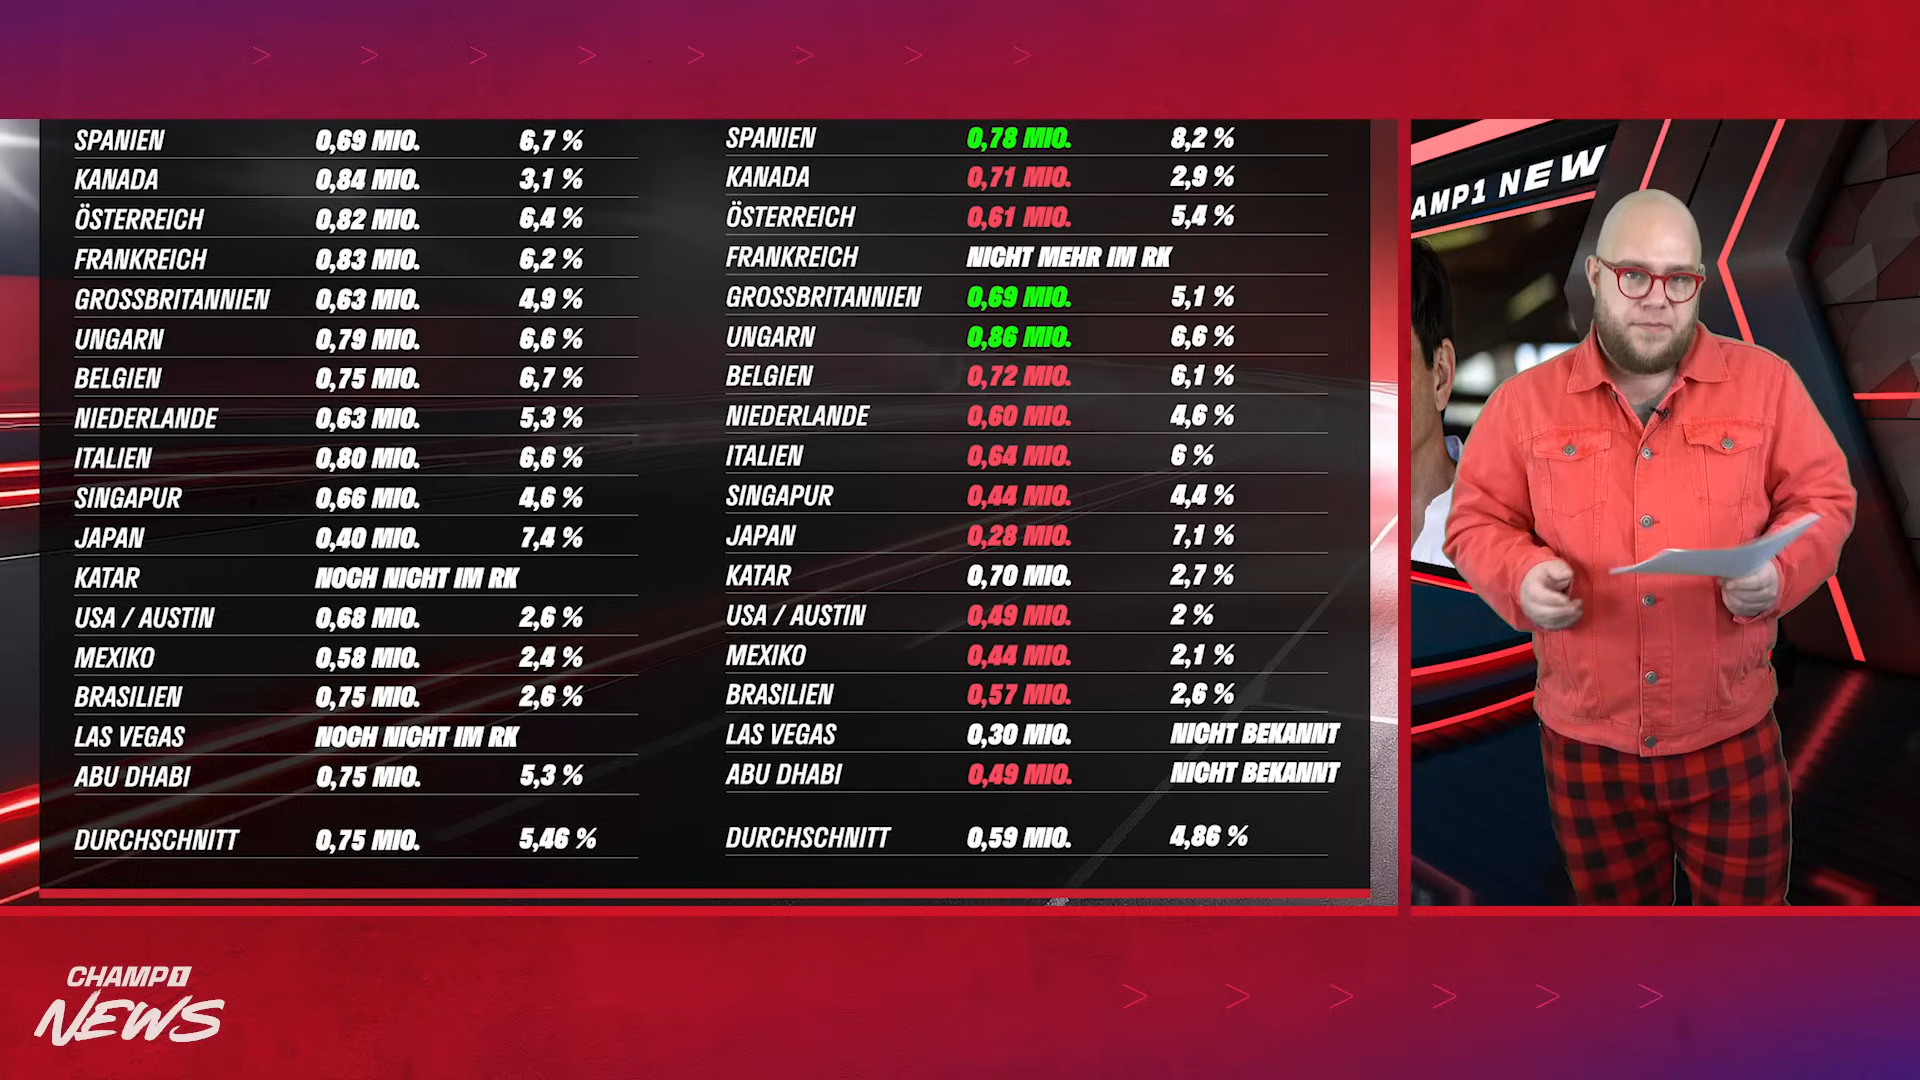 SPANIEN 0,69 MIO. 6,7 %
KANADA 0,84 MIO. 3,1 %
ÖSTERREICH 0,82 MIO. 6,4 %
FRANKREICH 0,83 MIO. 6,2 %
GROSSBRITANNIEN 0,63 MIO. 4,9 %
UNGARN 0,79 MIO. 6,6 %
BELGIEN 0,75 MIO. 6,7 %
NIEDERLANDE 0,63 MIO. 5,3 %
ITALIEN 0,80 MIO. 6,6 %
SINGAPUR 0,66 MIO. 4,6 %
JAPAN 0,40 MIO. 7,4 %
KATAR NOCH NICHT IM RK
USA / AUSTIN 0,68 MIO. 2,6 %
MEXIKO 0,58 MIO. 2,4 %
BRASILIEN 0,75 MIO. 2,6 %
LAS VEGAS NOCH NICHT IM RK
ABU DHABI 0,75 MIO. 5,3 %
DURCHSCHNITT 0,75 MIO. 5,46 %
SPANIEN 0,78 MIO. 8,2 %
KANADA 0,71 MIO. 2,9 %
ÖSTERREICH 0,61 MIO. 5,4 %
FRANKREICH NICHT MEHR IM RK
GROSSBRITANNIEN 0,69 MIO. 5,1 %
UNGARN 0,86 MIO. 6,6 %
BELGIEN 0,72 MIO. 6,1 %
NIEDERLANDE 0,60 MIO. 4,6 %
ITALIEN 0,64 MIO. 6 %
SINGAPUR 0,44 MIO. 4,4 %
JAPAN 0,28 MIO. 7,1 %
KATAR 0,70 MIO. 2,7 %
USA / AUSTIN 0,49 MIO. 2 %
MEXIKO 0,44 MIO. 2,1 %
BRASILIEN 0,57 MIO. 2,6 %
LAS VEGAS 0,30 MIO. NICHT BEKANNT
ABU DHABI 0,49 MIO. NICHT BEKANNT
DURCHSCHNITT 0,59 MIO. 4,86 %
AMP1 NEW
CHAMP1
NEWS